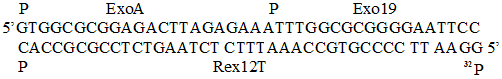 P ExoA P Exo19
5' GTGGCGCGGAGACTTAGAGAAATTTGGCGCGGGGAATTCC
CACCGCGCCTCTGAATCT CTTTAAACCGTGCCCC TT AAGG 5'
P Rex12T ³²P